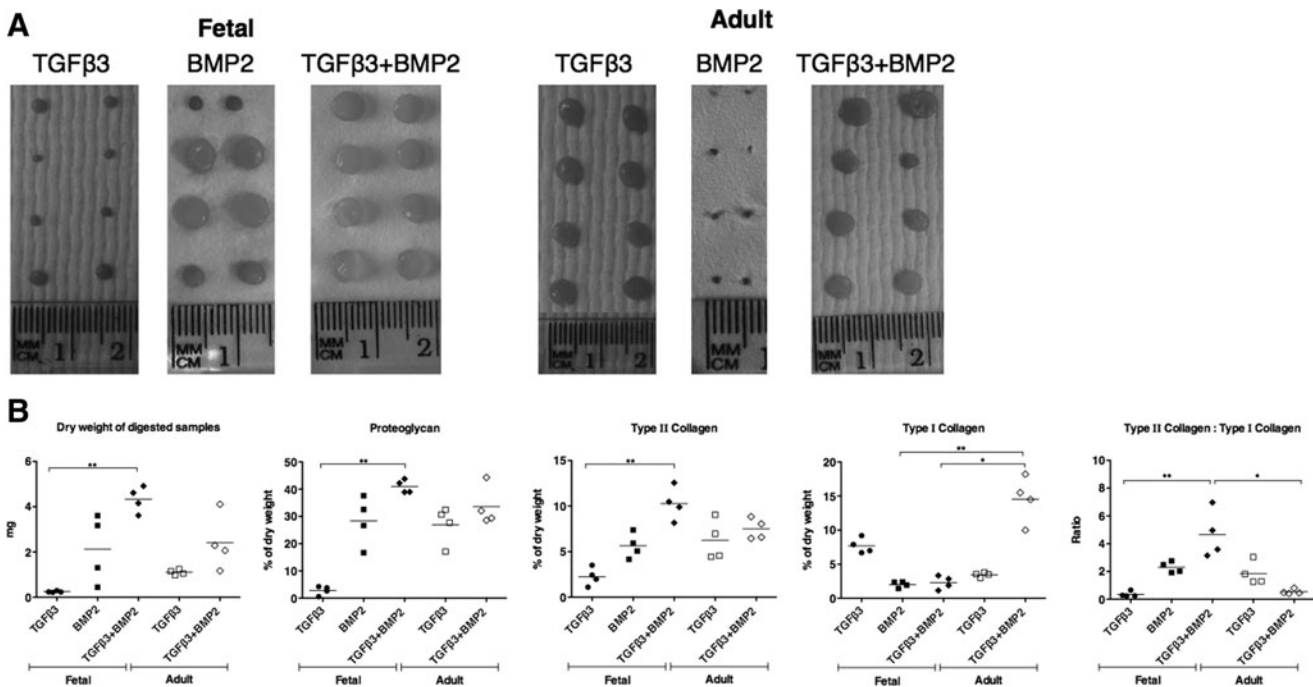 A
Fetal
Adult
TGFβ3
BMP2
TGFβ3+BMP2
TGFβ3
BMP2
TGFβ3+BMP2
MM
CM
1
2
MM
CM
1
MM
CM
1
2
MM
CM
1
2
MM
CM
MM
CM
1
2
B
Dry weight of digested samples
mg
6
4
2
0
**
TGFβ3
BMP2
TGFβ3+BMP2
TGFβ3
TGFβ3+BMP2
Fetal
Adult
Proteoglycan
% of dry weight
50
40
30
20
10
0
**
TGFβ3
BMP2
TGFβ3+BMP2
TGFβ3
TGFβ3+BMP2
Fetal
Adult
Type II Collagen
% of dry weight
15
10
5
0
**
TGFβ3
BMP2
TGFβ3+BMP2
TGFβ3
TGFβ3+BMP2
Fetal
Adult
Type I Collagen
% of dry weight
20
15
10
5
0
**
*
TGFβ3
BMP2
TGFβ3+BMP2
TGFβ3
TGFβ3+BMP2
Fetal
Adult
Type II Collagen : Type I Collagen
Ratio
10
8
6
4
2
0
**
*
TGFβ3
BMP2
TGFβ3+BMP2
TGFβ3
TGFβ3+BMP2
Fetal
Adult